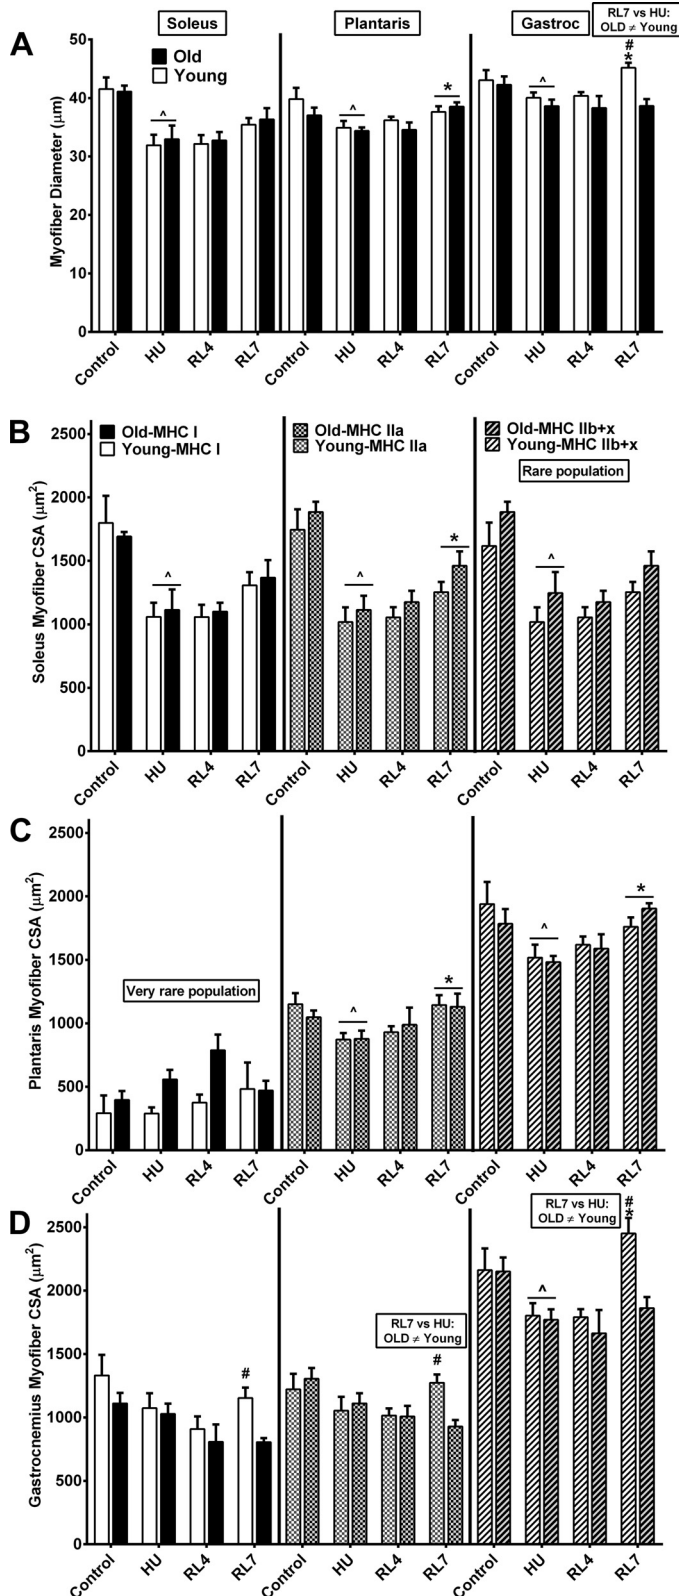 A
Soleus
Plantaris
Gastroc
RL7 vs HU:
OLD ≠ Young
Old
Young
Myofiber Diameter (μm)
50
40
30
20
10
0
^
^
*
^
#
*
Control
HU
RL4
RL7
Control
HU
RL4
RL7
Control
HU
RL4
RL7
B
Old-MHC I
Young-MHC I
Old-MHC IIa
Young-MHC IIa
Old-MHC IIb+x
Young-MHC IIb+x
Rare population
Soleus Myofiber CSA (μm²)
2500
2000
1500
1000
500
0
^
^
*
^
Control
HU
RL4
RL7
Control
HU
RL4
RL7
Control
HU
RL4
RL7
C
Very rare population
Plantaris Myofiber CSA (μm²)
2500
2000
1500
1000
500
0
^
*
^
*
Control
HU
RL4
RL7
Control
HU
RL4
RL7
Control
HU
RL4
RL7
D
RL7 vs HU:
OLD ≠ Young
RL7 vs HU:
OLD ≠ Young
Gastrocnemius Myofiber CSA (μm²)
2500
2000
1500
1000
500
0
#
#
^
#
*
Control
HU
RL4
RL7
Control
HU
RL4
RL7
Control
HU
RL4
RL7